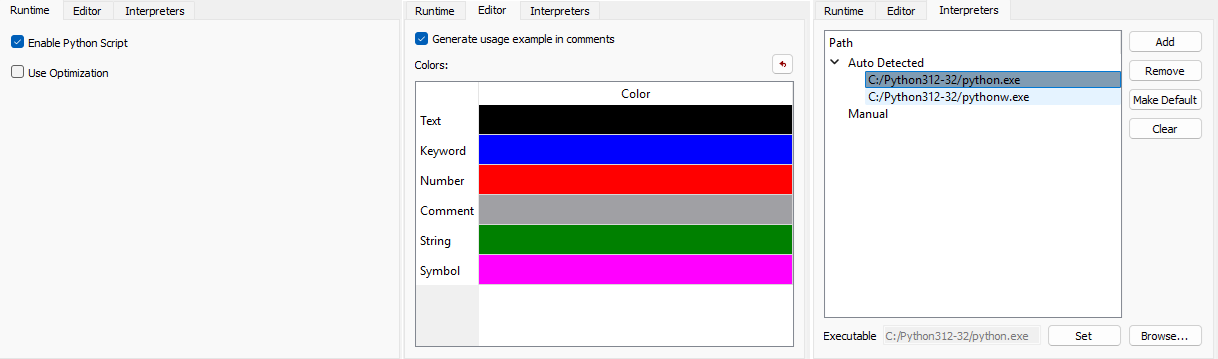 Runtime Editor Interpreters
Enable Python Script
Use Optimization
Runtime Editor Interpreters
Generate usage example in comments
Colors:
Color
Text
Keyword
Number
Comment
String
Symbol
Runtime Editor Interpreters
Path
Auto Detected
C:/Python312-32/python.exe
C:/Python312-32/pythonw.exe
Manual
Add
Remove
Make Default
Clear
Executable C:/Python312-32/python.exe Set Browse...